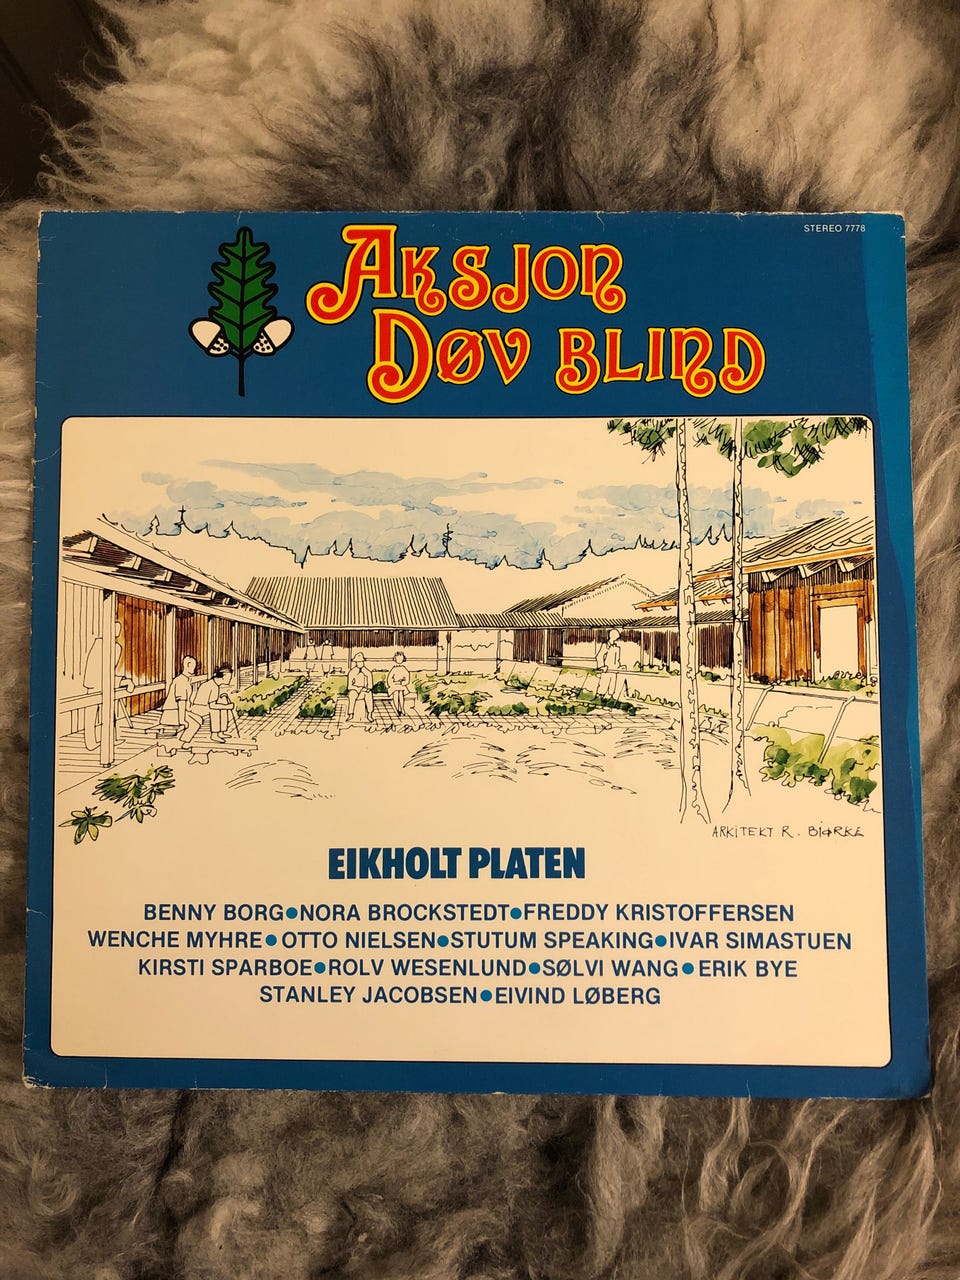 STEREO 7778
AKSJON
DØV BLIND
ARKITEKT R. BJØRKE
EIKHOLT PLATEN
BENNY BORG●NORA BROCKSTEDT●FREDDY KRISTOFFERSEN
WENCHE MYHRE●OTTO NIELSEN●STUTUM SPEAKING●IVAR SIMASTUEN
KIRSTI SPARBOE●ROLV WESENLUND●SØLVI WANG●ERIK BYE
STANLEY JACOBSEN●EIVIND LØBERG